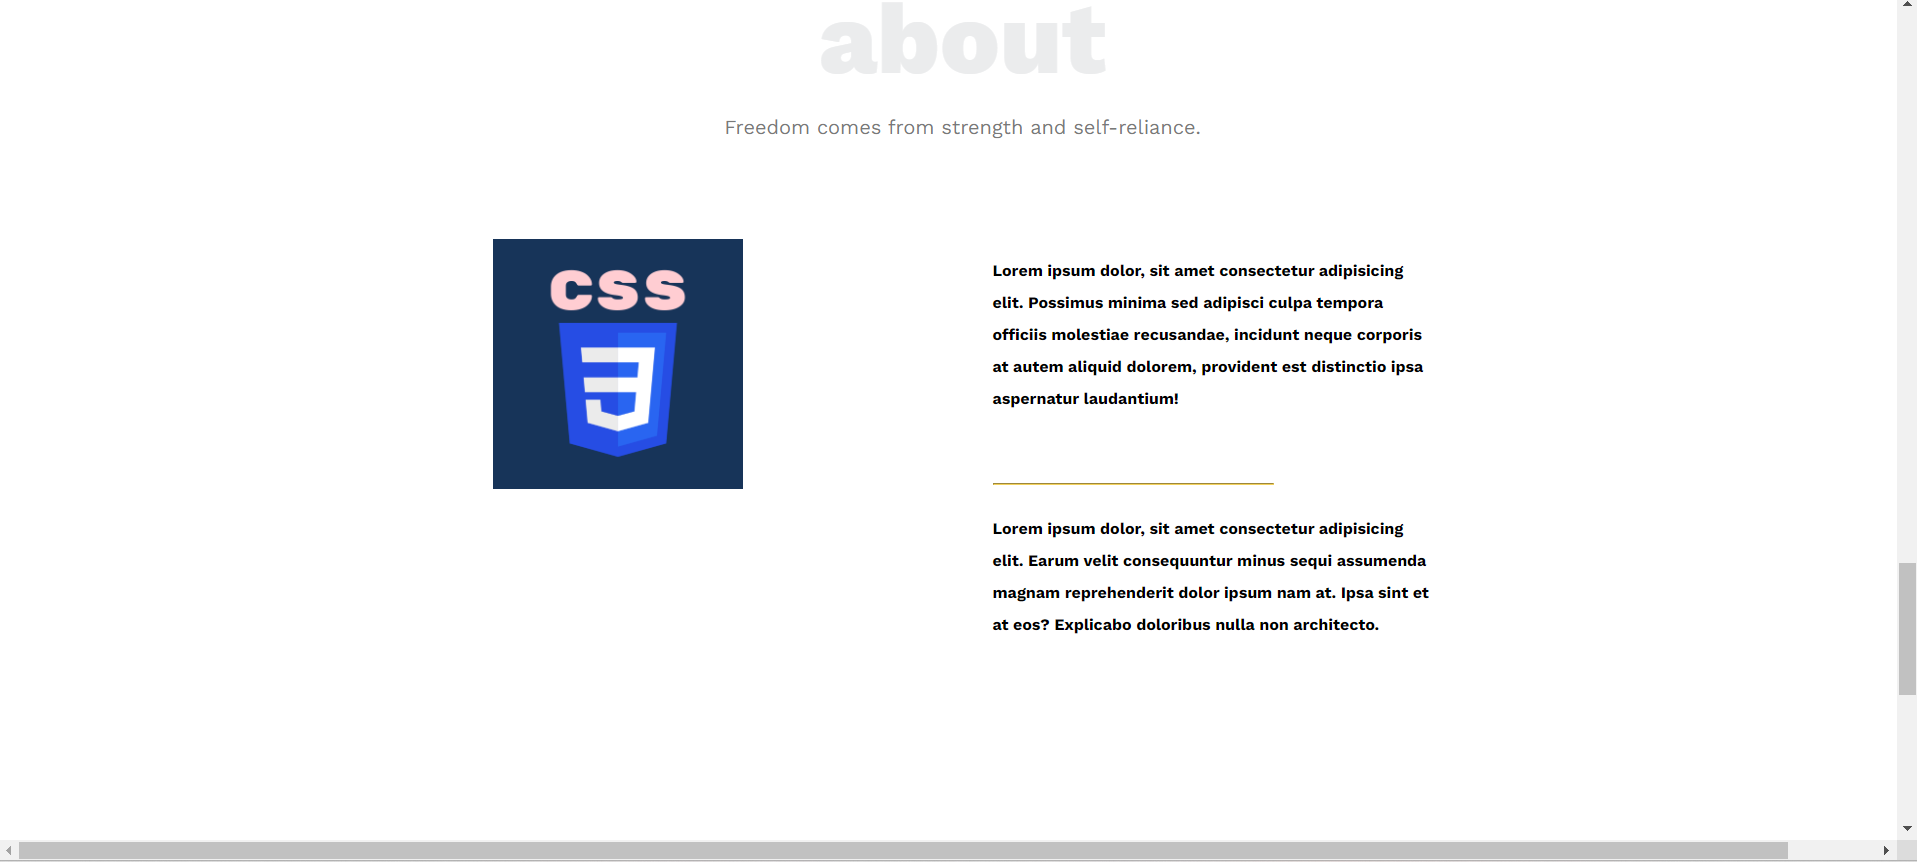 about
Freedom comes from strength and self-reliance.
CSS
Lorem ipsum dolor, sit amet consectetur adipisicing
elit. Possimus minima sed adipisci culpa tempora
officiis molestiae recusandae, incidunt neque corporis
at autem aliquid dolorem, provident est distinctio ipsa
aspernatur laudantium!
Lorem ipsum dolor, sit amet consectetur adipisicing
elit. Earum velit consequuntur minus sequi assumenda
magnam reprehenderit dolor ipsum nam at. Ipsa sint et
at eos? Explicabo doloribus nulla non architecto.